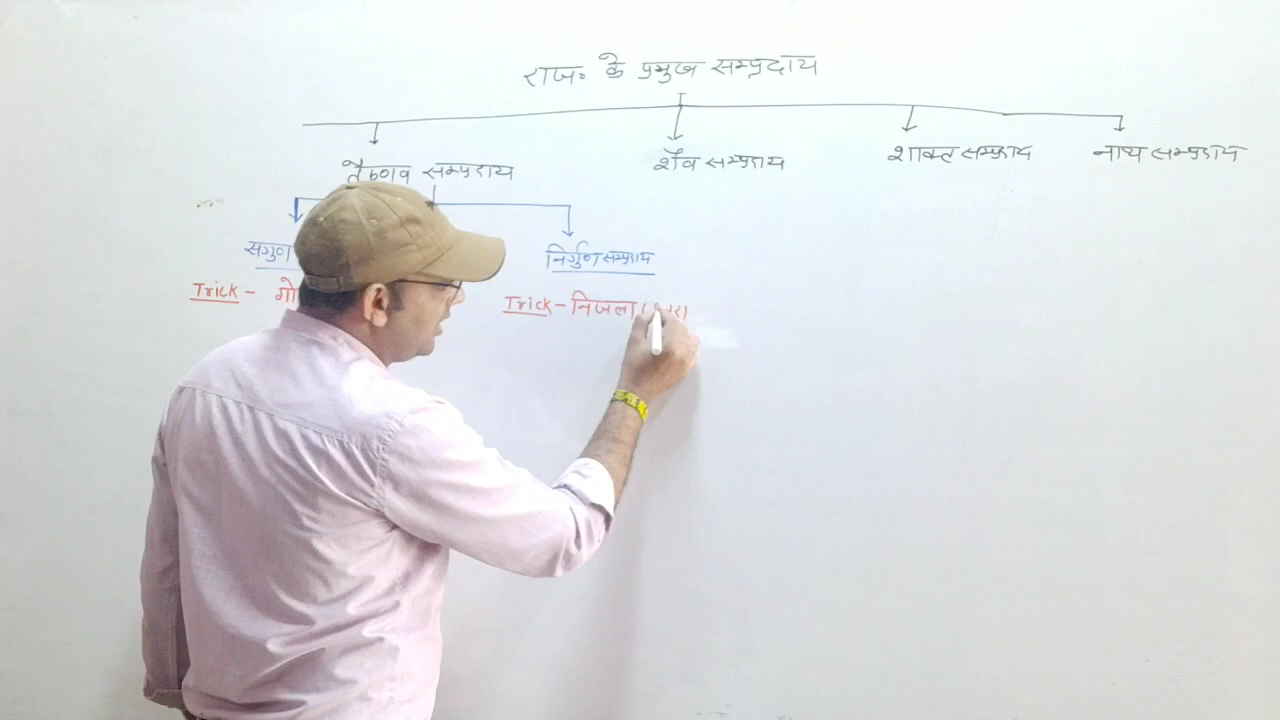 राज० के प्रमुख सम्प्रदाय
वैष्णव सम्प्रदाय शैव सम्प्रदाय शाक्त सम्प्रदाय नाथ सम्प्रदाय
सगुण निर्गुण सम्प्रदाय
Trick - गो Trick - निजला